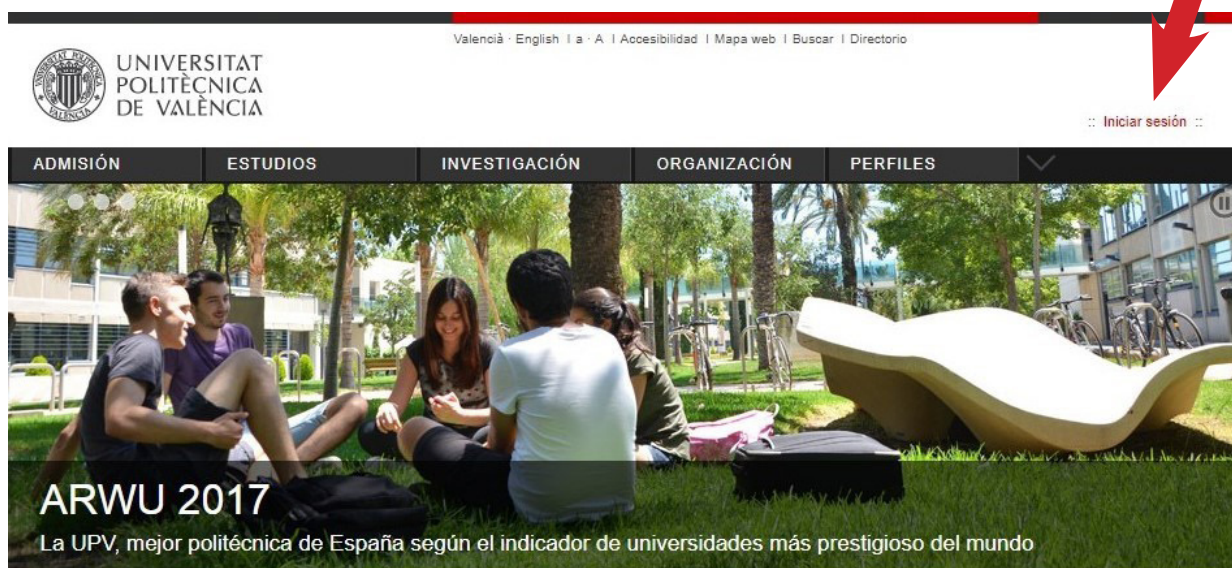 Valencià · English | a · A | Accesibilidad | Mapa web | Buscar | Directorio
UNIVERSITAT
POLITÈCNICA
DE VALÈNCIA
:: Iniciar sesión ::
ADMISIÓN ESTUDIOS INVESTIGACIÓN ORGANIZACIÓN PERFILES
ARWU 2017
La UPV, mejor politécnica de España según el indicador de universidades más prestigioso del mundo